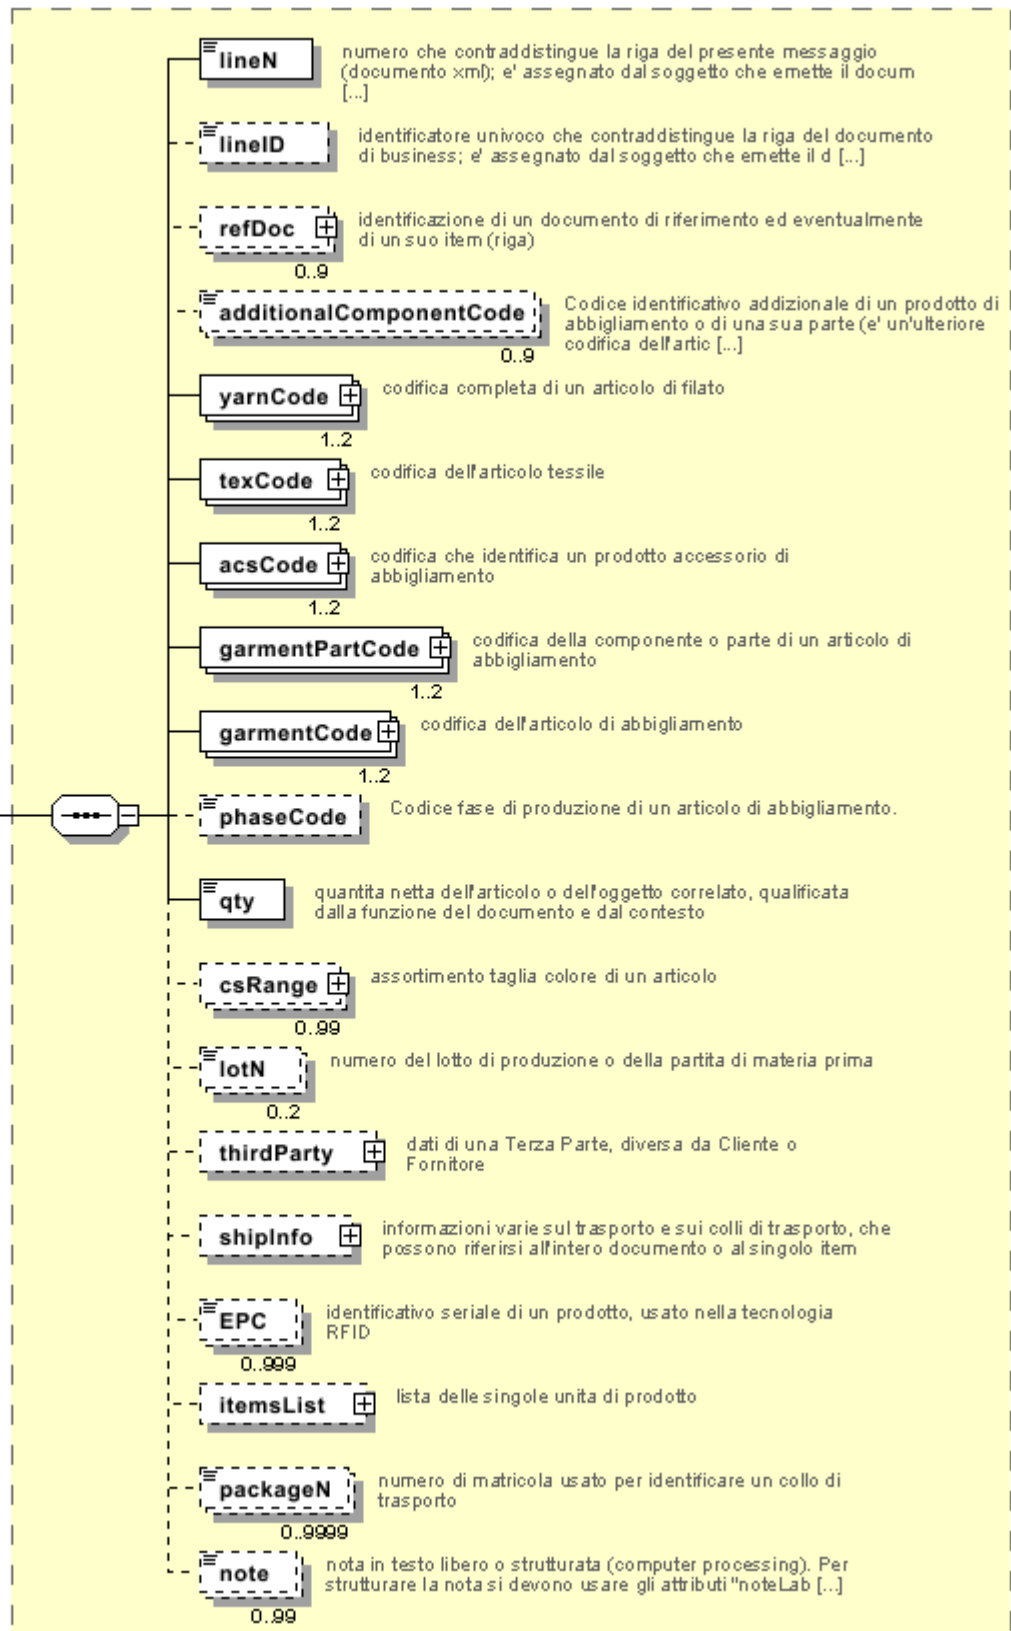 lineN
numero che contraddistingue la riga del presente messaggio
(documento xml); e' assegnato dal soggetto che emette il docum
[...]
lineID
identificatore univoco che contraddistingue la riga del documento
di business; e' assegnato dal soggetto che emette il d [...]
refDoc
identificazione di un documento di riferimento ed eventualmente
di un suo item (riga)
0..9
additionalComponentCode
Codice identificativo addizionale di un prodotto di
abbigliamento o di una sua parte (e' un'ulteriore
codifica dell'artic [...]
0..9
yarnCode
codifica completa di un articolo di filato
1..2
texCode
codifica dell'articolo tessile
1..2
acsCode
codifica che identifica un prodotto accessorio di
abbigliamento
1..2
garmentPartCode
codifica della componente o parte di un articolo di
abbigliamento
1..2
garmentCode
codifica dell'articolo di abbigliamento
1..2
phaseCode
Codice fase di produzione di un articolo di abbigliamento.
qty
quantita netta dell'articolo o dell'oggetto correlato, qualificata
dalla funzione del documento e dal contesto
csRange
assortimento taglia colore di un articolo
0..99
lotN
numero del lotto di produzione o della partita di materia prima
0..2
thirdParty
dati di una Terza Parte, diversa da Cliente o
Fornitore
shipInfo
informazioni varie sul trasporto e sui colli di trasporto, che
possono riferirsi all'intero documento o al singolo item
EPC
identificativo seriale di un prodotto, usato nella tecnologia
RFID
0..999
itemsList
lista delle singole unita di prodotto
packageN
numero di matricola usato per identificare un collo di
trasporto
0..9999
note
nota in testo libero o strutturata (computer processing). Per
strutturare la nota si devono usare gli attributi "noteLab [...]
0..99